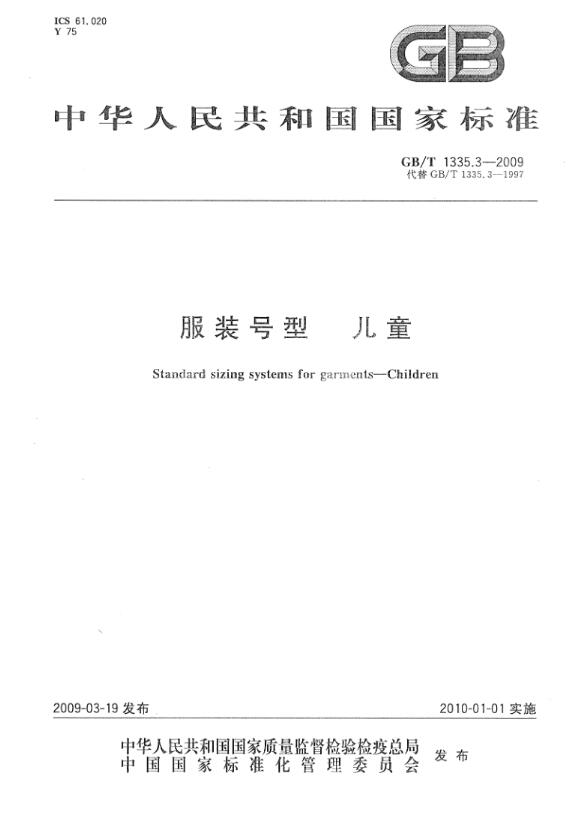 ICS 61.020
Y 75
GB
中华人民共和国国家标准
GB/T 1335.3—2009
代替 GB/T 1335.3—1997
服装号型 儿童
Standard sizing systems for garments—Children
2009-03-19 发布
2010-01-01 实施
中华人民共和国国家质量监督检验检疫总局
中国国家标准化管理委员会
发布